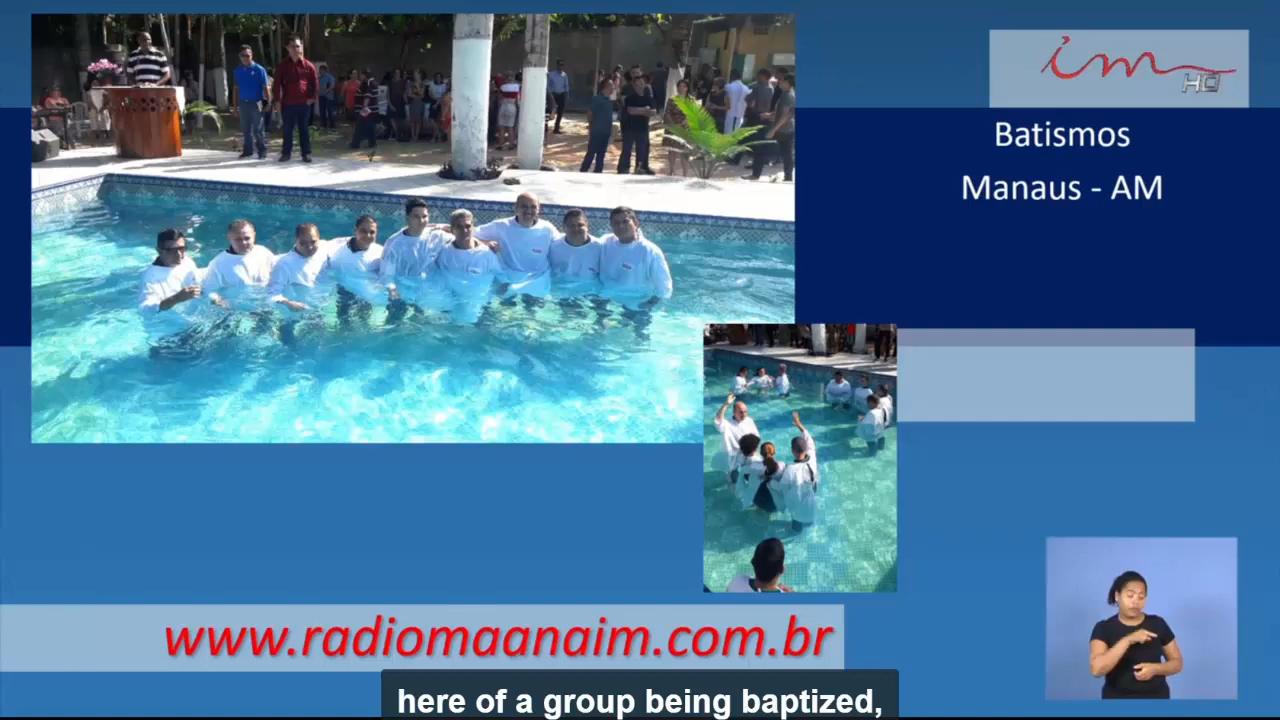 im
HD
Batismos
Manaus - AM
www.radiomaanaim.com.br
here of a group being baptized,